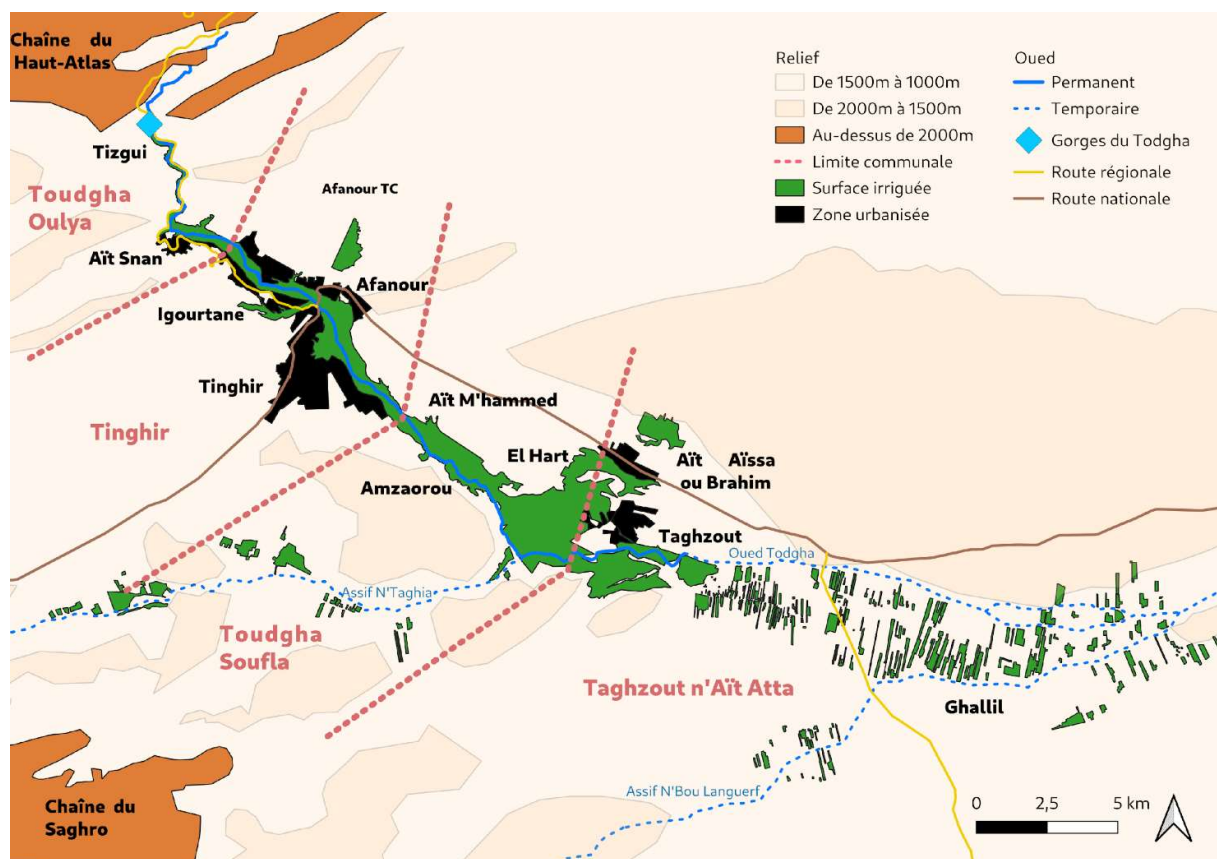 Chaîne du
Haut-Atlas
Relief
De 1500m à 1000m
De 2000m à 1500m
Au-dessus de 2000m
Limite communale
Surface irriguée
Zone urbanisée
Oued
Permanent
Temporaire
Gorges du Todgha
Route régionale
Route nationale
Tizgui
Toudgha
Oulya
Afanour TC
Aït Snan
Afanour
Igourtane
Tinghir
Tinghir
Aït M'hammed
El Hart
Aït Aïssa
ou Brahim
Amzaorou
Taghzout
Oued Todgha
Assif N'Taghia
Toudgha
Soufla
Taghzout n'Aït Atta
Ghallil
Assif N'Bou Languerf
Chaîne du
Saghro
0 2,5 5 km